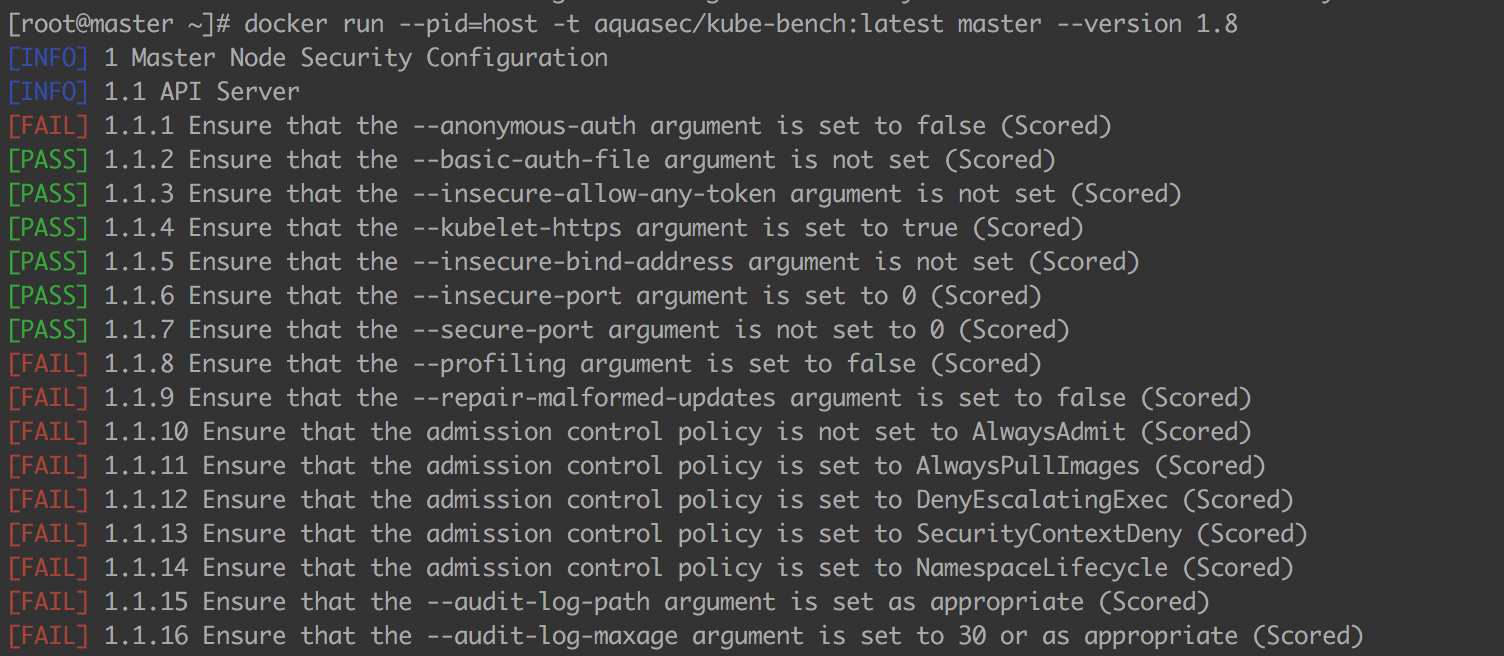 [root@master ~]# docker run --pid=host -t aquasec/kube-bench:latest master --version 1.8
[INFO] 1 Master Node Security Configuration
[INFO] 1.1 API Server
[FAIL] 1.1.1 Ensure that the --anonymous-auth argument is set to false (Scored)
[PASS] 1.1.2 Ensure that the --basic-auth-file argument is not set (Scored)
[PASS] 1.1.3 Ensure that the --insecure-allow-any-token argument is not set (Scored)
[PASS] 1.1.4 Ensure that the --kubelet-https argument is set to true (Scored)
[PASS] 1.1.5 Ensure that the --insecure-bind-address argument is not set (Scored)
[PASS] 1.1.6 Ensure that the --insecure-port argument is set to 0 (Scored)
[PASS] 1.1.7 Ensure that the --secure-port argument is not set to 0 (Scored)
[FAIL] 1.1.8 Ensure that the --profiling argument is set to false (Scored)
[FAIL] 1.1.9 Ensure that the --repair-malformed-updates argument is set to false (Scored)
[FAIL] 1.1.10 Ensure that the admission control policy is not set to AlwaysAdmit (Scored)
[FAIL] 1.1.11 Ensure that the admission control policy is set to AlwaysPullImages (Scored)
[FAIL] 1.1.12 Ensure that the admission control policy is set to DenyEscalatingExec (Scored)
[FAIL] 1.1.13 Ensure that the admission control policy is set to SecurityContextDeny (Scored)
[FAIL] 1.1.14 Ensure that the admission control policy is set to NamespaceLifecycle (Scored)
[FAIL] 1.1.15 Ensure that the --audit-log-path argument is set as appropriate (Scored)
[FAIL] 1.1.16 Ensure that the --audit-log-maxage argument is set to 30 or as appropriate (Scored)